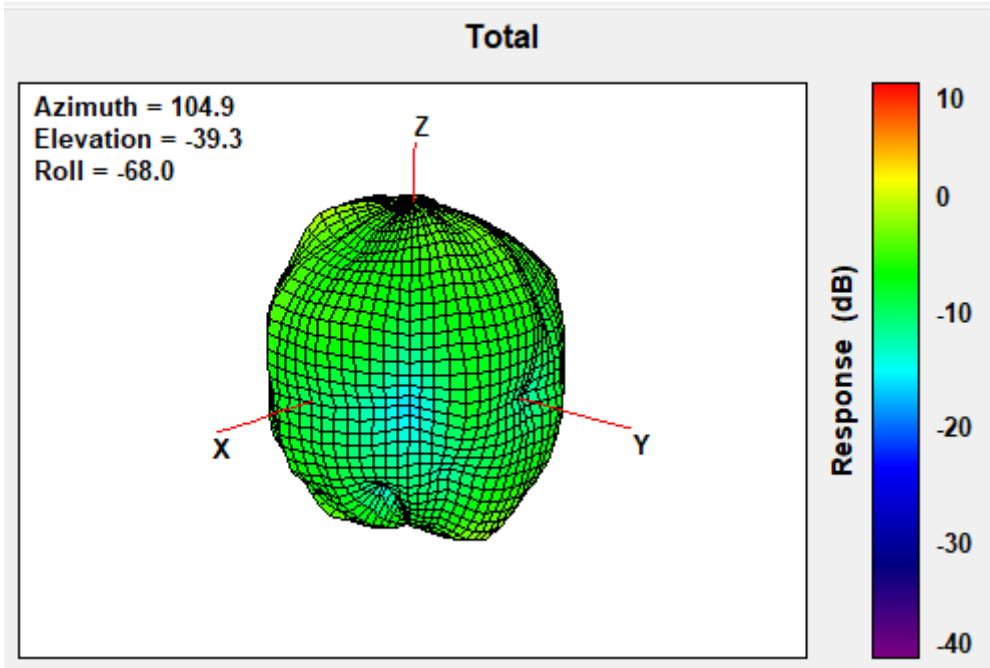 Total
Azimuth = 104.9
Elevation = -39.3
Roll = -68.0
Z
X
Y
10
0
-10
-20
-30
-40
Response (dB)